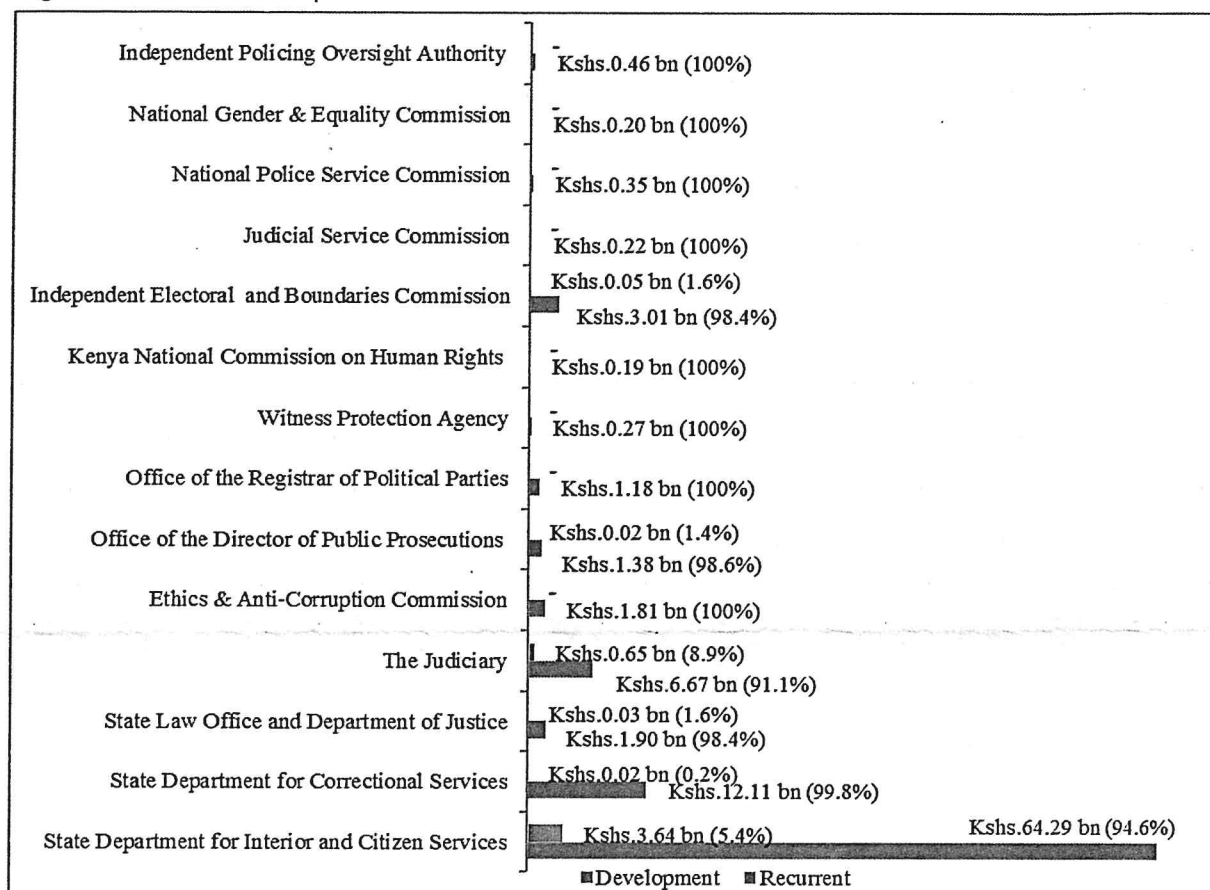 Independent Policing Oversight Authority
-
Kshs.0.46 bn (100%)
National Gender & Equality Commission
-
Kshs.0.20 bn (100%)
National Police Service Commission
-
Kshs.0.35 bn (100%)
Judicial Service Commission
-
Kshs.0.22 bn (100%)
Independent Electoral and Boundaries Commission
Kshs.0.05 bn (1.6%)
Kshs.3.01 bn (98.4%)
Kenya National Commission on Human Rights
-
Kshs.0.19 bn (100%)
Witness Protection Agency
-
Kshs.0.27 bn (100%)
Office of the Registrar of Political Parties
-
Kshs.1.18 bn (100%)
Office of the Director of Public Prosecutions
Kshs.0.02 bn (1.4%)
Kshs.1.38 bn (98.6%)
Ethics & Anti-Corruption Commission
-
Kshs.1.81 bn (100%)
The Judiciary
Kshs.0.65 bn (8.9%)
Kshs.6.67 bn (91.1%)
State Law Office and Department of Justice
Kshs.0.03 bn (1.6%)
Kshs.1.90 bn (98.4%)
State Department for Correctional Services
Kshs.0.02 bn (0.2%)
Kshs.12.11 bn (99.8%)
State Department for Interior and Citizen Services
Kshs.3.64 bn (5.4%)
Kshs.64.29 bn (94.6%)
Development Recurrent